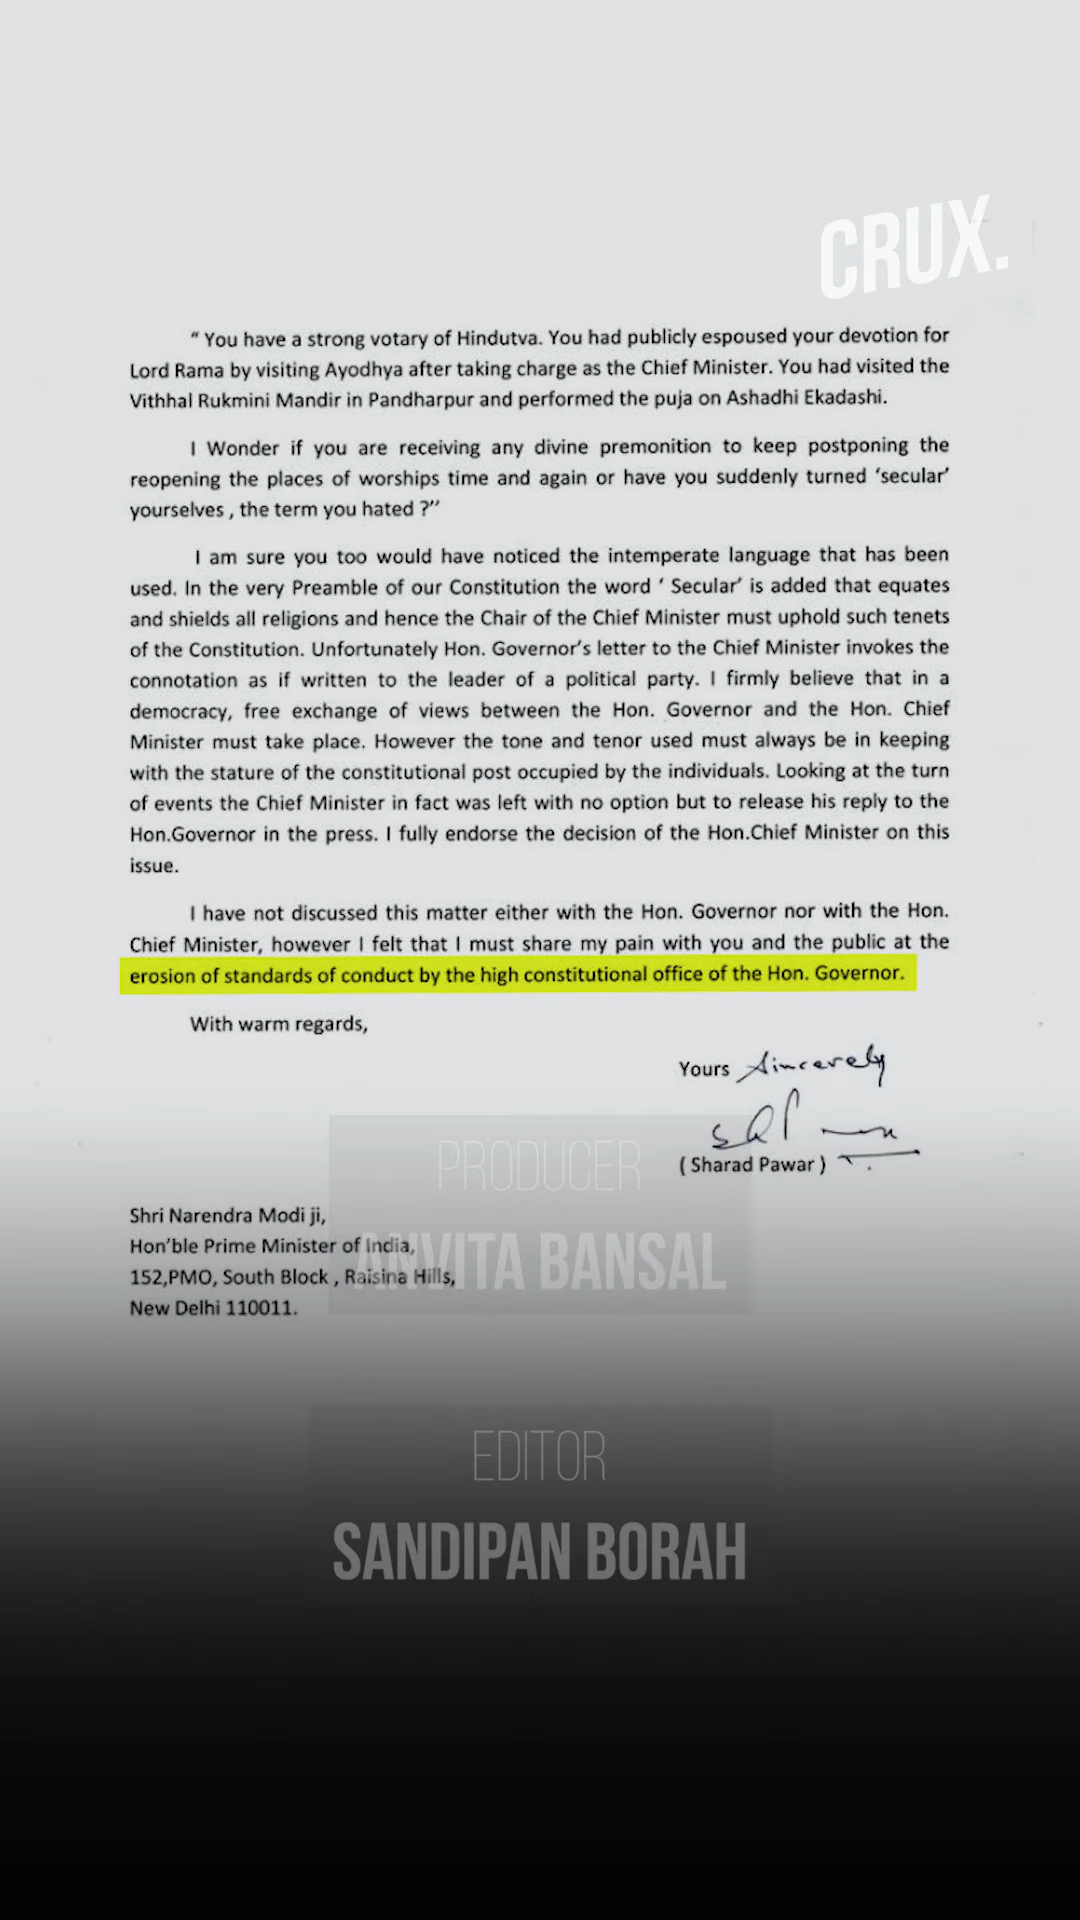 CRUX.
“ You have a strong votary of Hindutva. You had publicly espoused your devotion for
Lord Rama by visiting Ayodhya after taking charge as the Chief Minister. You had visited the
Vithhal Rukmini Mandir in Pandharpur and performed the puja on Ashadhi Ekadashi.
I Wonder if you are receiving any divine premonition to keep postponing the
reopening the places of worships time and again or have you suddenly turned ‘secular’
yourselves , the term you hated ?”
I am sure you too would have noticed the intemperate language that has been
used. In the very Preamble of our Constitution the word ‘ Secular’ is added that equates
and shields all religions and hence the Chair of the Chief Minister must uphold such tenets
of the Constitution. Unfortunately Hon. Governor’s letter to the Chief Minister invokes the
connotation as if written to the leader of a political party. I firmly believe that in a
democracy, free exchange of views between the Hon. Governor and the Hon. Chief
Minister must take place. However the tone and tenor used must always be in keeping
with the stature of the constitutional post occupied by the individuals. Looking at the turn
of events the Chief Minister in fact was left with no option but to release his reply to the
Hon.Governor in the press. I fully endorse the decision of the Hon.Chief Minister on this
issue.
I have not discussed this matter either with the Hon. Governor nor with the Hon.
Chief Minister, however I felt that I must share my pain with you and the public at the
erosion of standards of conduct by the high constitutional office of the Hon. Governor.
With warm regards,
Yours Sincerely
( Sharad Pawar )
Shri Narendra Modi ji,
Hon’ble Prime Minister of India,
152,PMO, South Block , Raisina Hills,
New Delhi 110011.
PRODUCER
ANVITA BANSAL
EDITOR
SANDIPAN BORAH